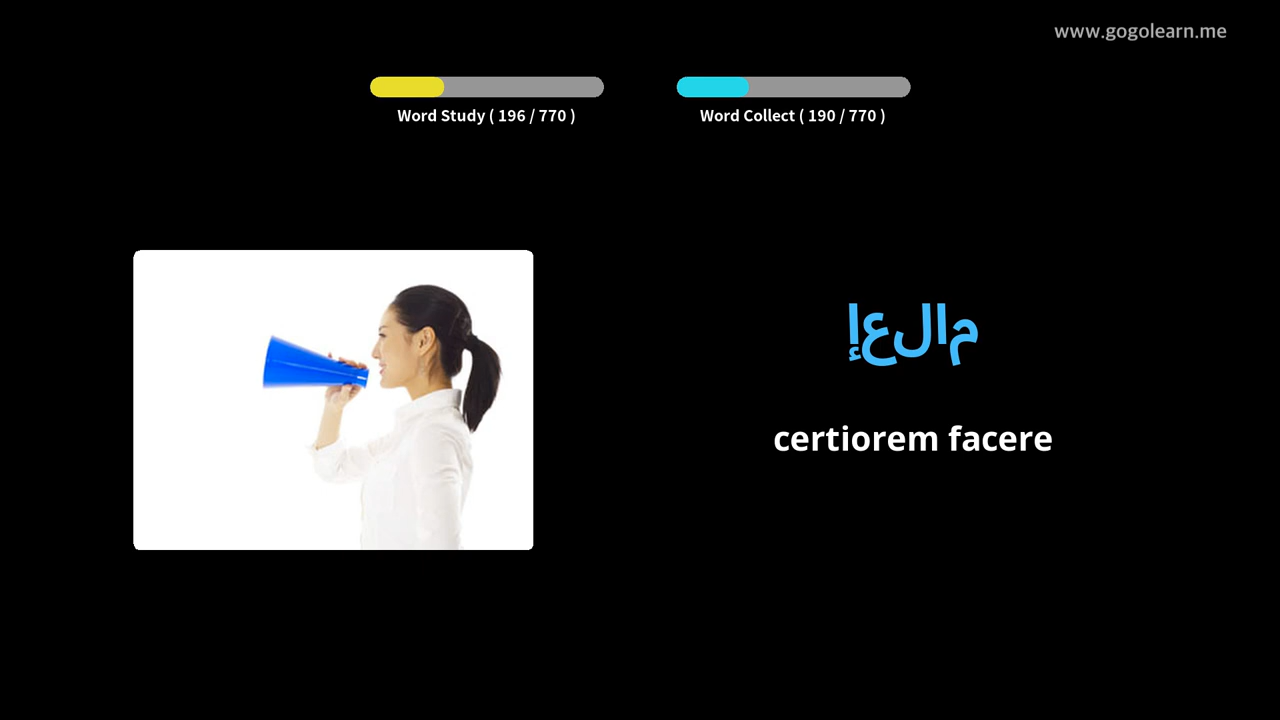 www.gogolearn.me
Word Study ( 196 / 770 )
Word Collect ( 190 / 770 )
إعلام
certiorem facere